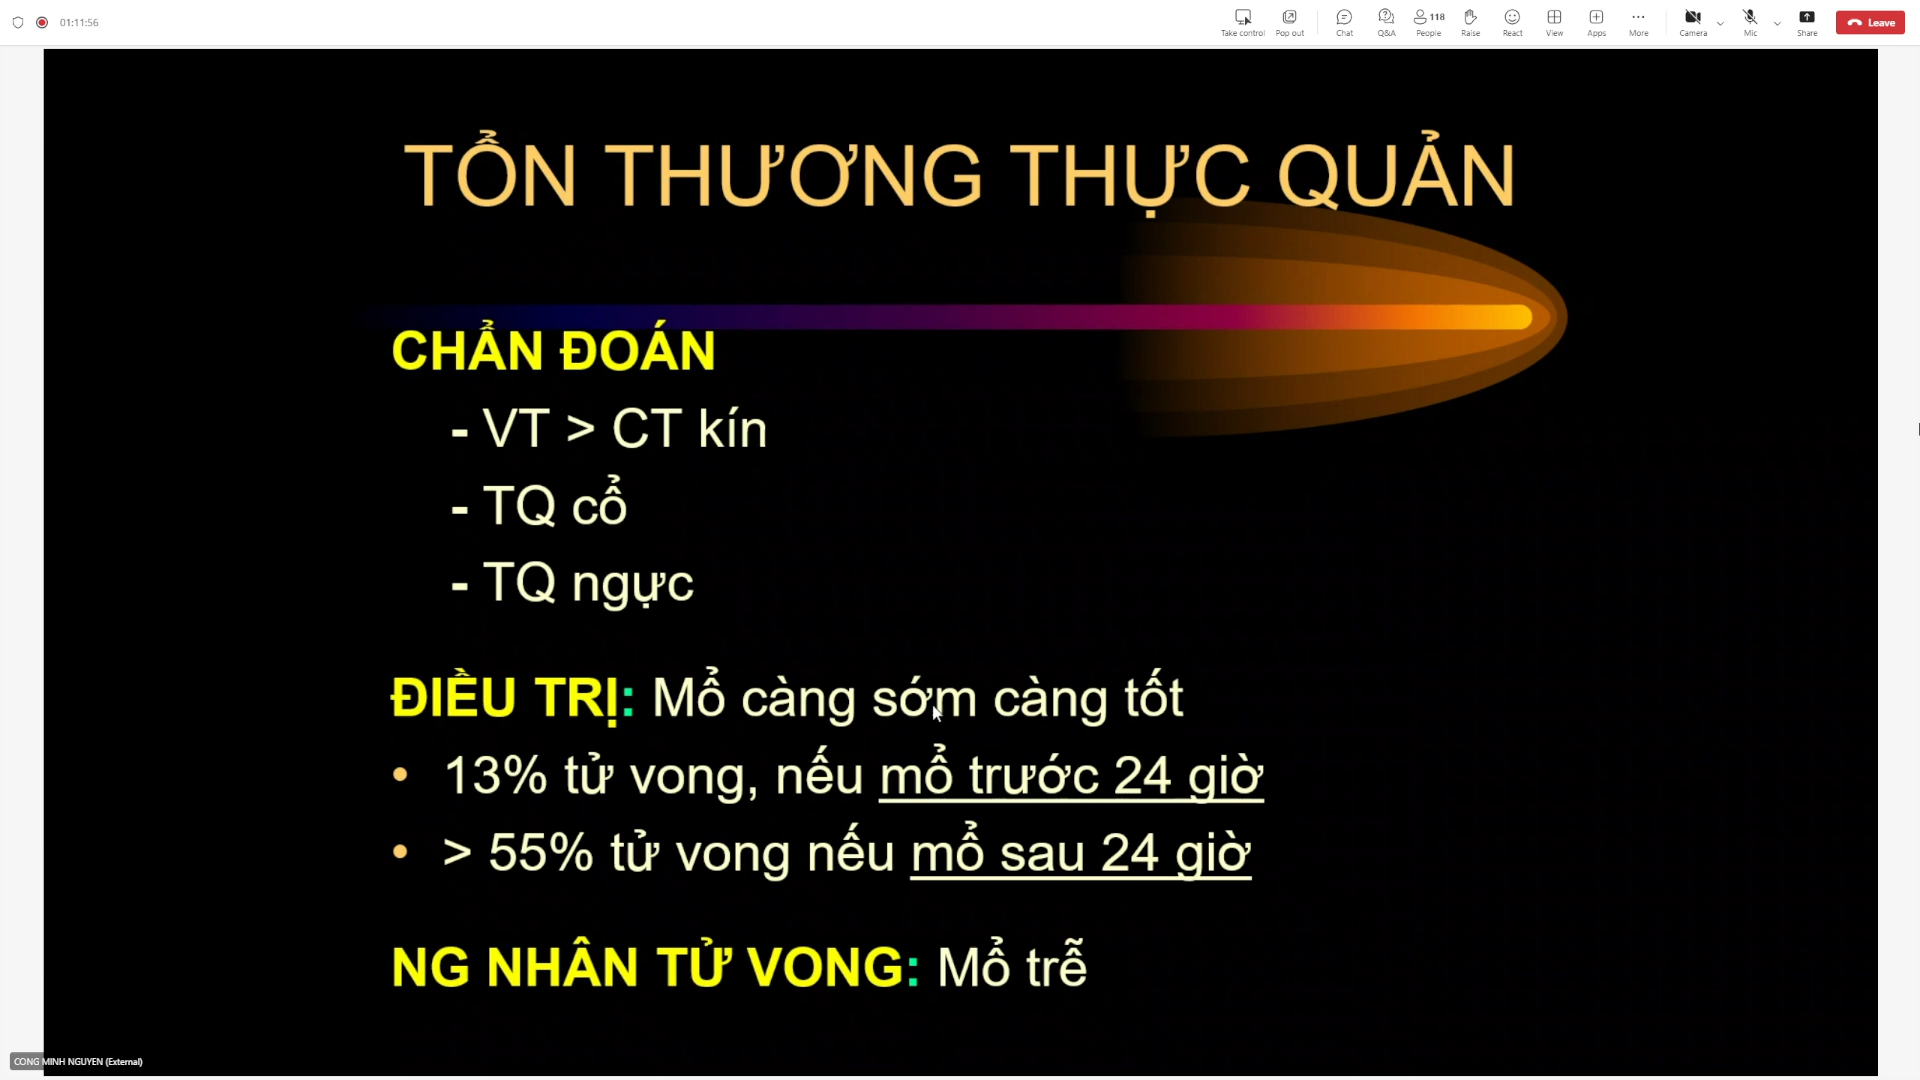 01:11:56
Take control
Pop out
Chat
Q&A
118
People
Raise
React
View
Apps
More
Camera
Mic
Share
Leave
TỔN THƯƠNG THỰC QUẢN
CHẨN ĐOÁN
- VT > CT kín
- TQ cổ
- TQ ngực
ĐIỀU TRỊ: Mổ càng sớm càng tốt
• 13% tử vong, nếu mổ trước 24 giờ
• > 55% tử vong nếu mổ sau 24 giờ
NG NHÂN TỬ VONG: Mổ trễ
CONG MINH NGUYEN (External)